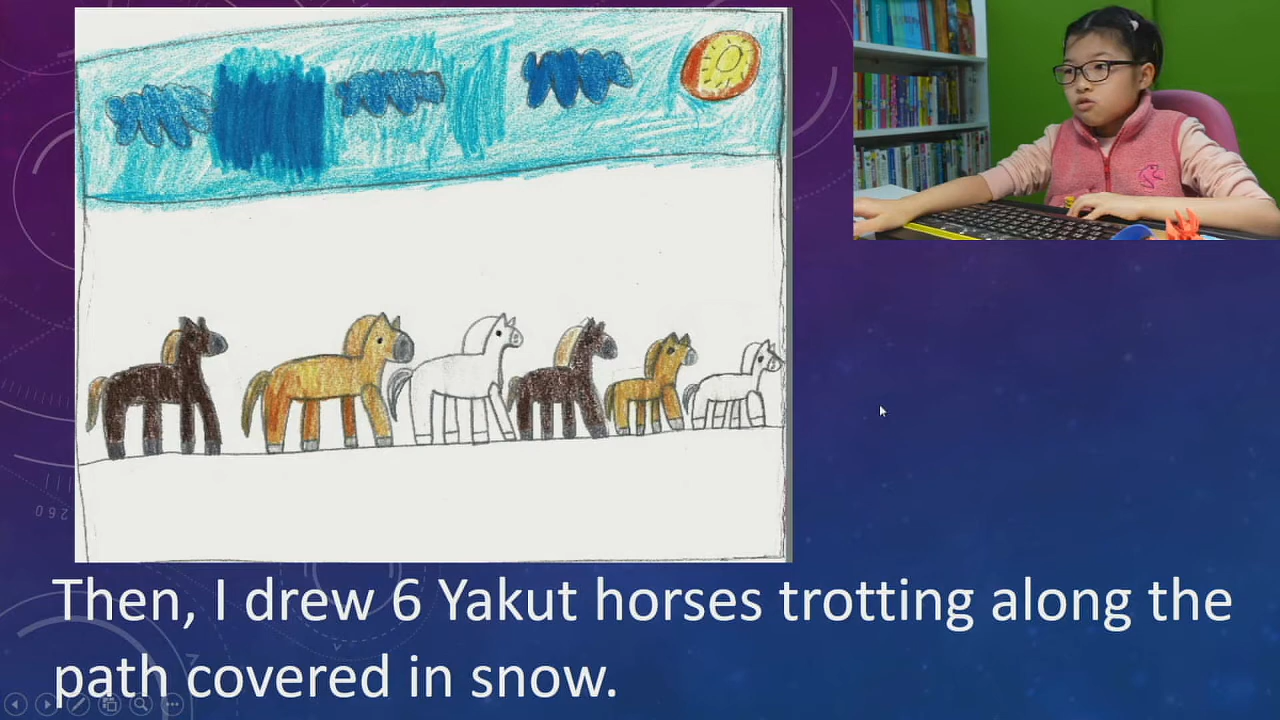 Then, I drew 6 Yakut horses trotting along the
path covered in snow.